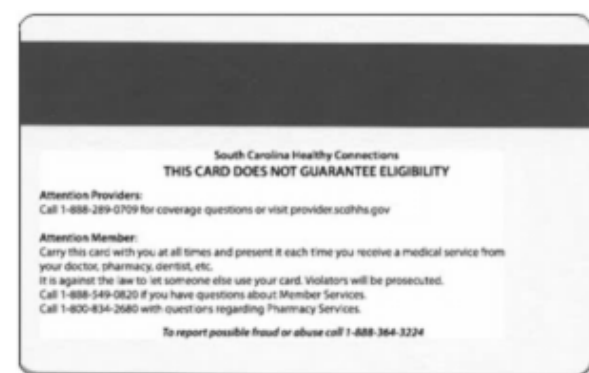 South Carolina Healthy Connections
THIS CARD DOES NOT GUARANTEE ELIGIBILITY
Attention Providers:
Call 1-888-289-0709 for coverage questions or visit provider.scdhhs.gov
Attention Member:
Carry this card with you at all times and present it each time you receive a medical service from
your doctor, pharmacy, dentist, etc.
It is against the law to let someone else use your card. Violators will be prosecuted.
Call 1-888-549-0820 if you have questions about Member Services.
Call 1-800-834-2680 with questions regarding Pharmacy Services.
To report possible fraud or abuse call 1-888-364-3224